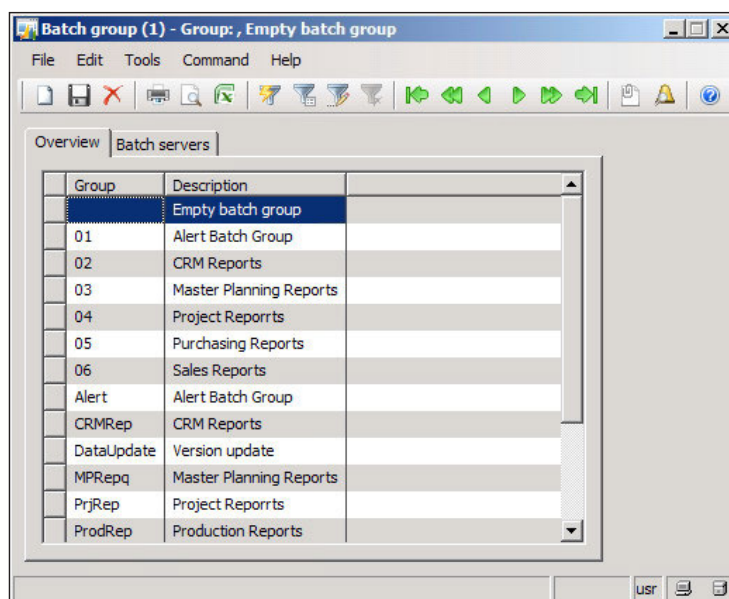 Batch group (1) - Group: , Empty batch group
File Edit Tools Command Help
Overview Batch servers
Group Description
Empty batch group
01 Alert Batch Group
02 CRM Reports
03 Master Planning Reports
04 Project Reporrts
05 Purchasing Reports
06 Sales Reports
Alert Alert Batch Group
CRMRep CRM Reports
DataUpdate Version update
MPRepq Master Planning Reports
PrjRep Project Reporrts
ProdRep Production Reports
usr